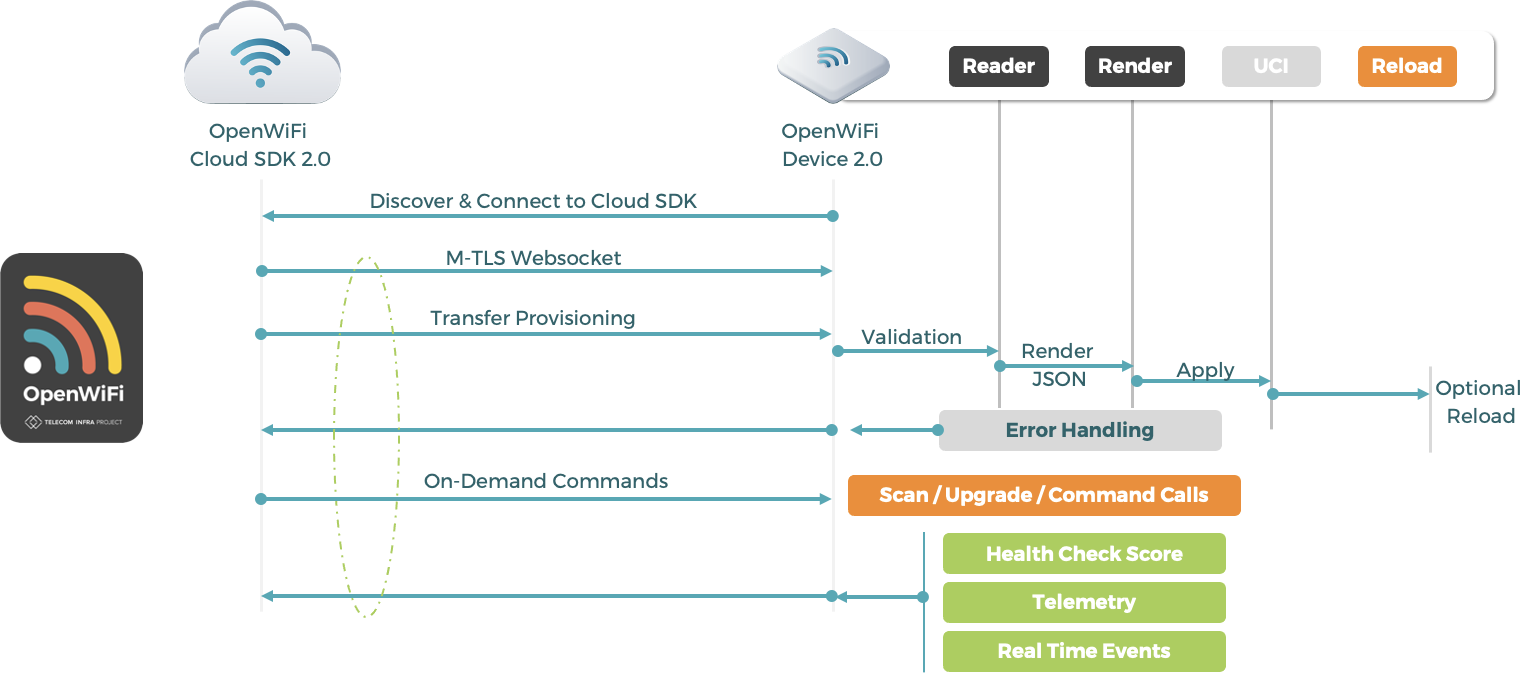 Reader
Render
UCI
Reload
OpenWiFi
Cloud SDK 2.0
OpenWiFi
Device 2.0
Discover & Connect to Cloud SDK
M-TLS Websocket
Transfer Provisioning
Validation
Render
JSON
Apply
Optional
Reload
OpenWiFi
TELECOM INFRA PROJECT
Error Handling
On-Demand Commands
Scan / Upgrade / Command Calls
Health Check Score
Telemetry
Real Time Events